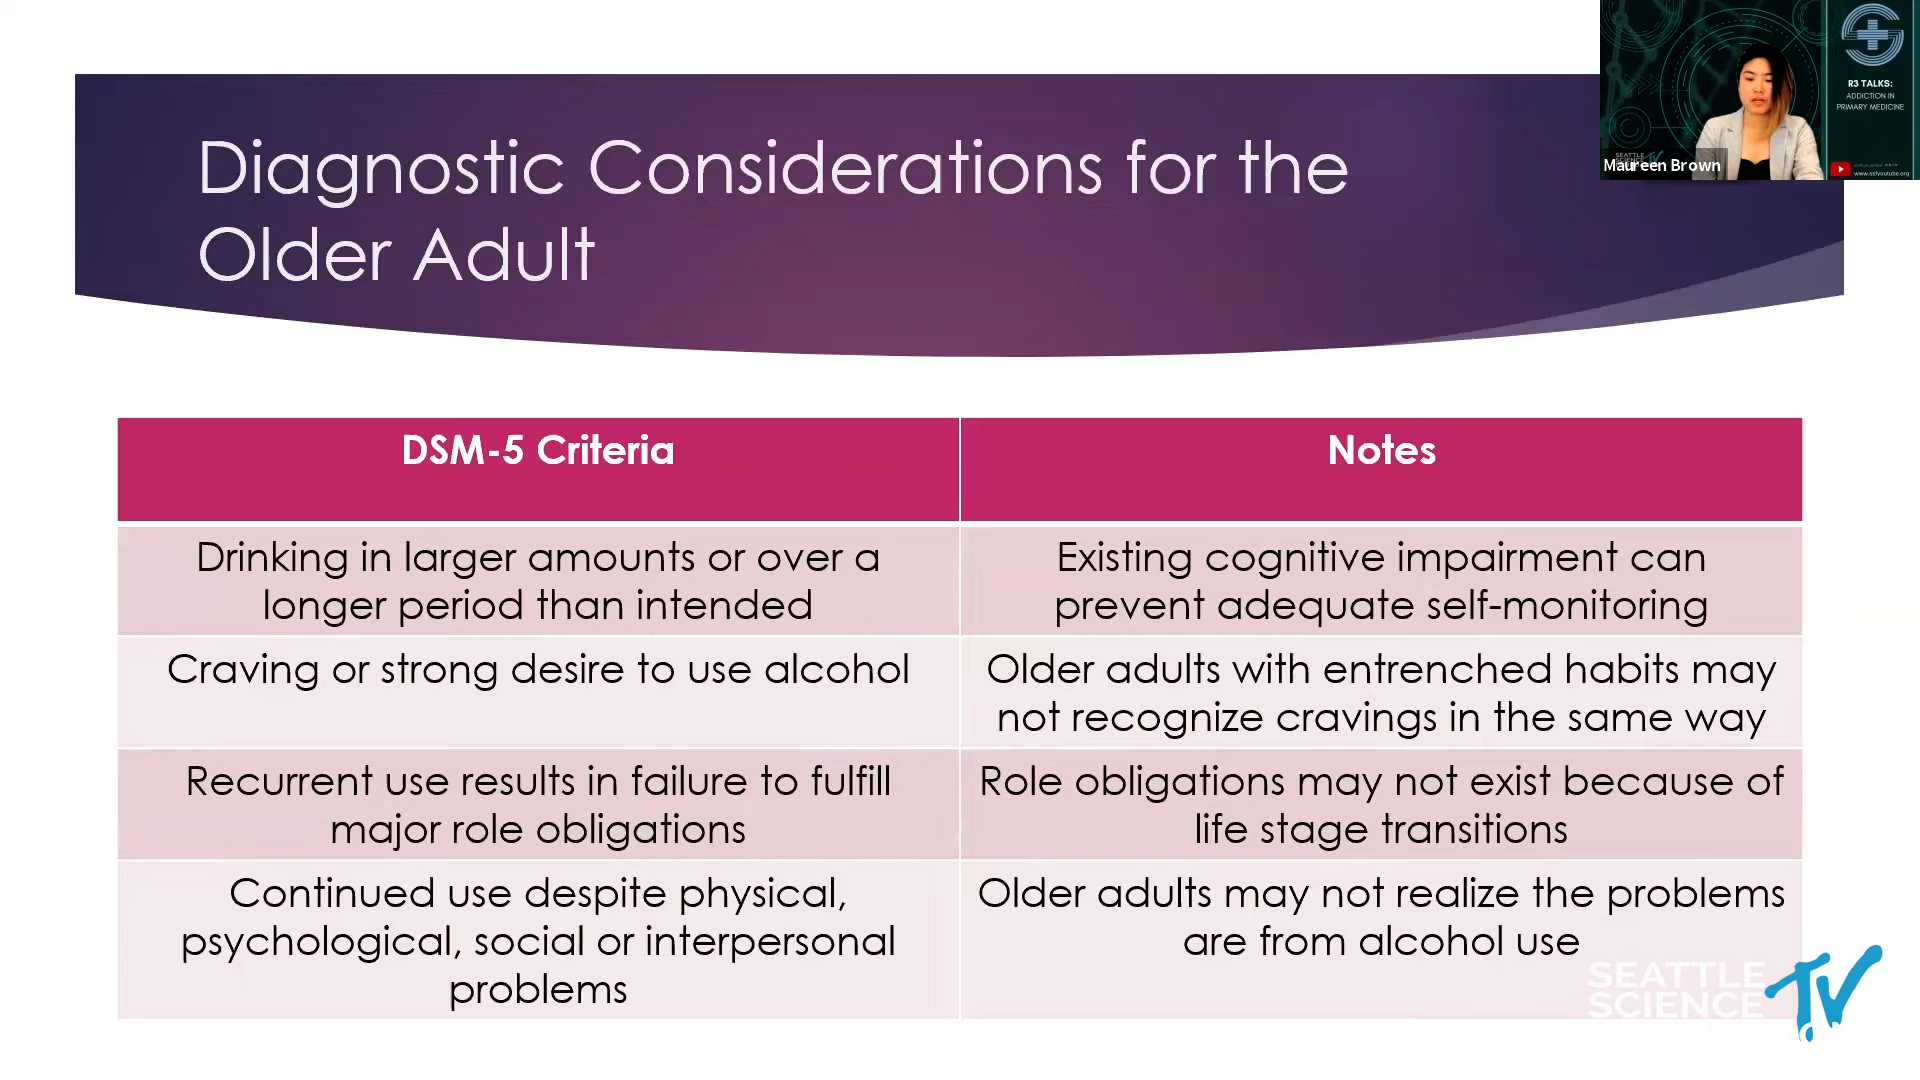 Diagnostic Considerations for the
Older Adult
R3 TALKS:
ADDICTION IN
PRIMARY MEDICINE
Maureen Brown
www.ssfyoutube.org
DSM-5 Criteria
Notes
Drinking in larger amounts or over a
longer period than intended
Existing cognitive impairment can
prevent adequate self-monitoring
Craving or strong desire to use alcohol
Older adults with entrenched habits may
not recognize cravings in the same way
Recurrent use results in failure to fulfill
major role obligations
Role obligations may not exist because of
life stage transitions
Continued use despite physical,
psychological, social or interpersonal
problems
Older adults may not realize the problems
are from alcohol use
SEATTLE
SCIENCE
TV